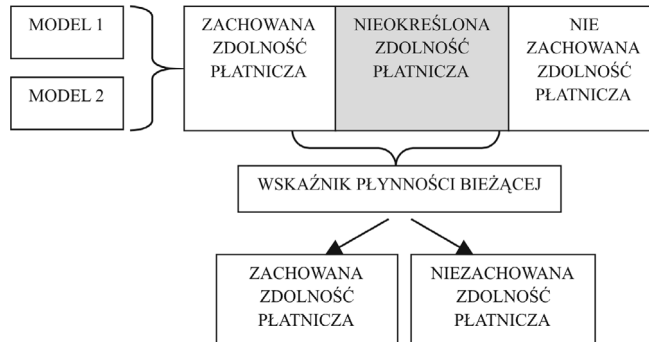 MODEL 1
MODEL 2
ZACHOWANA
ZDOLNOŚĆ
PŁATNICZA
NIEOKREŚLONA
ZDOLNOŚĆ
PŁATNICZA
NIE
ZACHOWANA
ZDOLNOŚĆ
PŁATNICZA
WSKAŹNIK PŁYNNOŚCI BIEŻĄCEJ
ZACHOWANA
ZDOLNOŚĆ
PŁATNICZA
NIEZACHOWANA
ZDOLNOŚĆ
PŁATNICZA